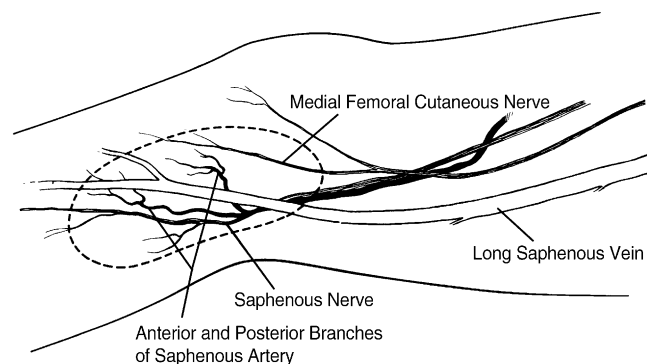 Medial Femoral Cutaneous Nerve
Long Saphenous Vein
Saphenous Nerve
Anterior and Posterior Branches
of Saphenous Artery